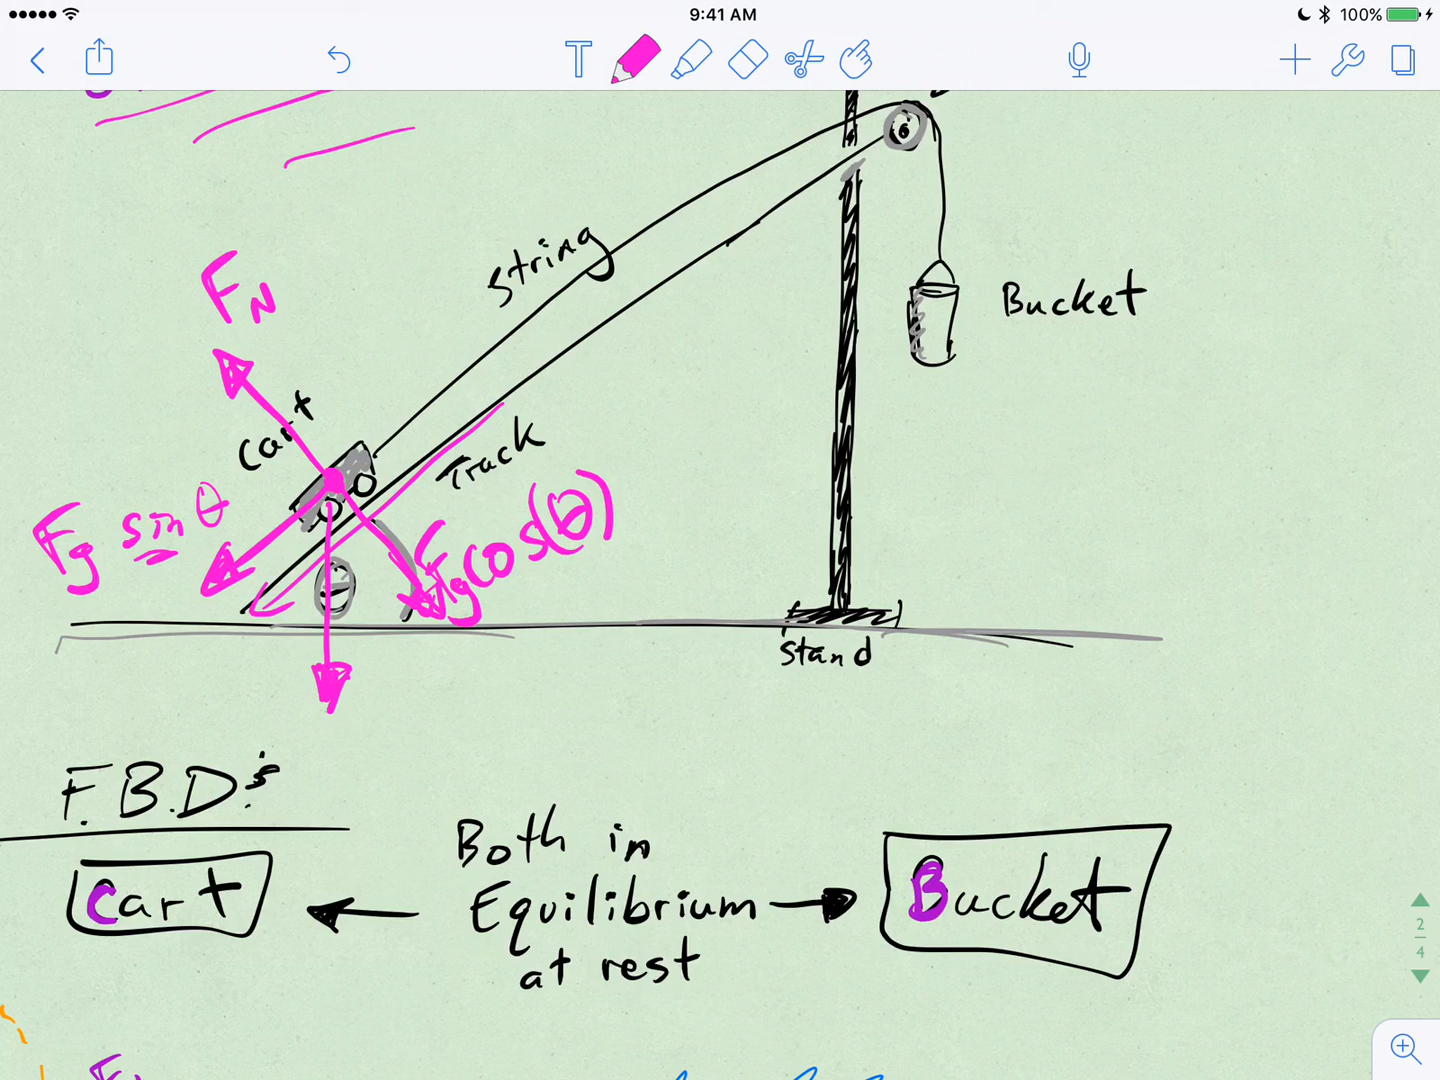 9:41 AM
100%
T
String
Bucket
FN
Cart
Track
Fg sin θ
Fg cos(θ)
θ
Stand
F.B.D.'s
Cart
Both in
Equilibrium
at rest
Bucket
2
4